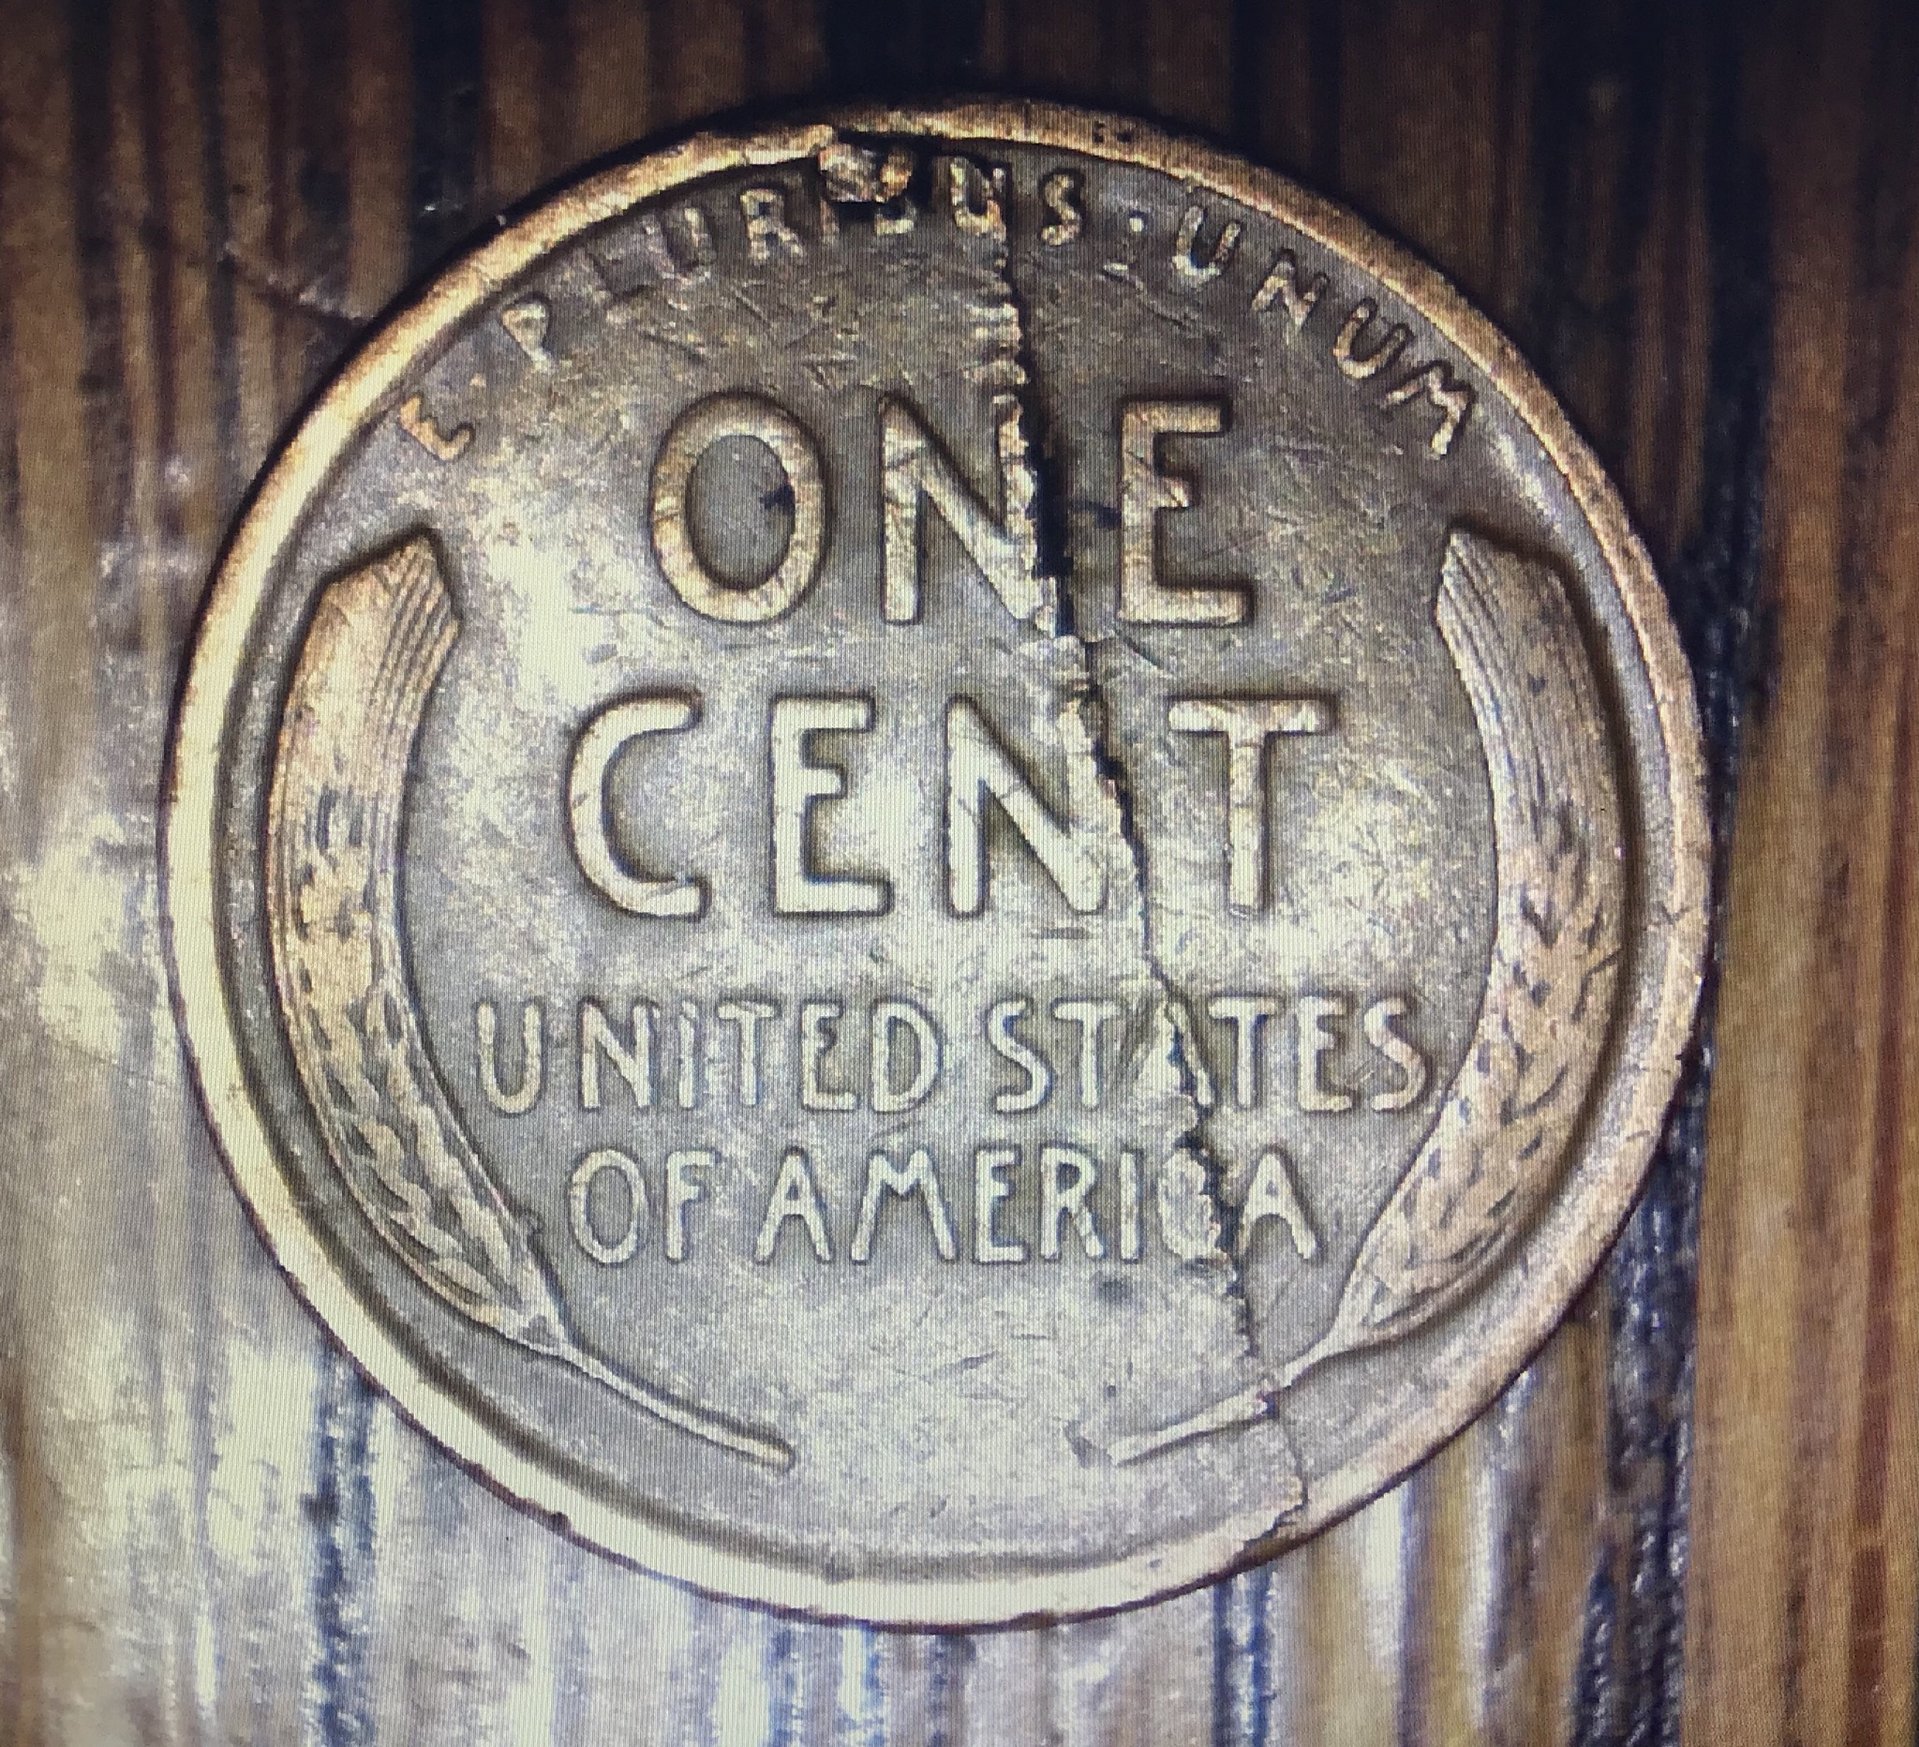 E·PLURIBUS·UNUM
ONE
CENT
UNITED STATES
OF AMERICA